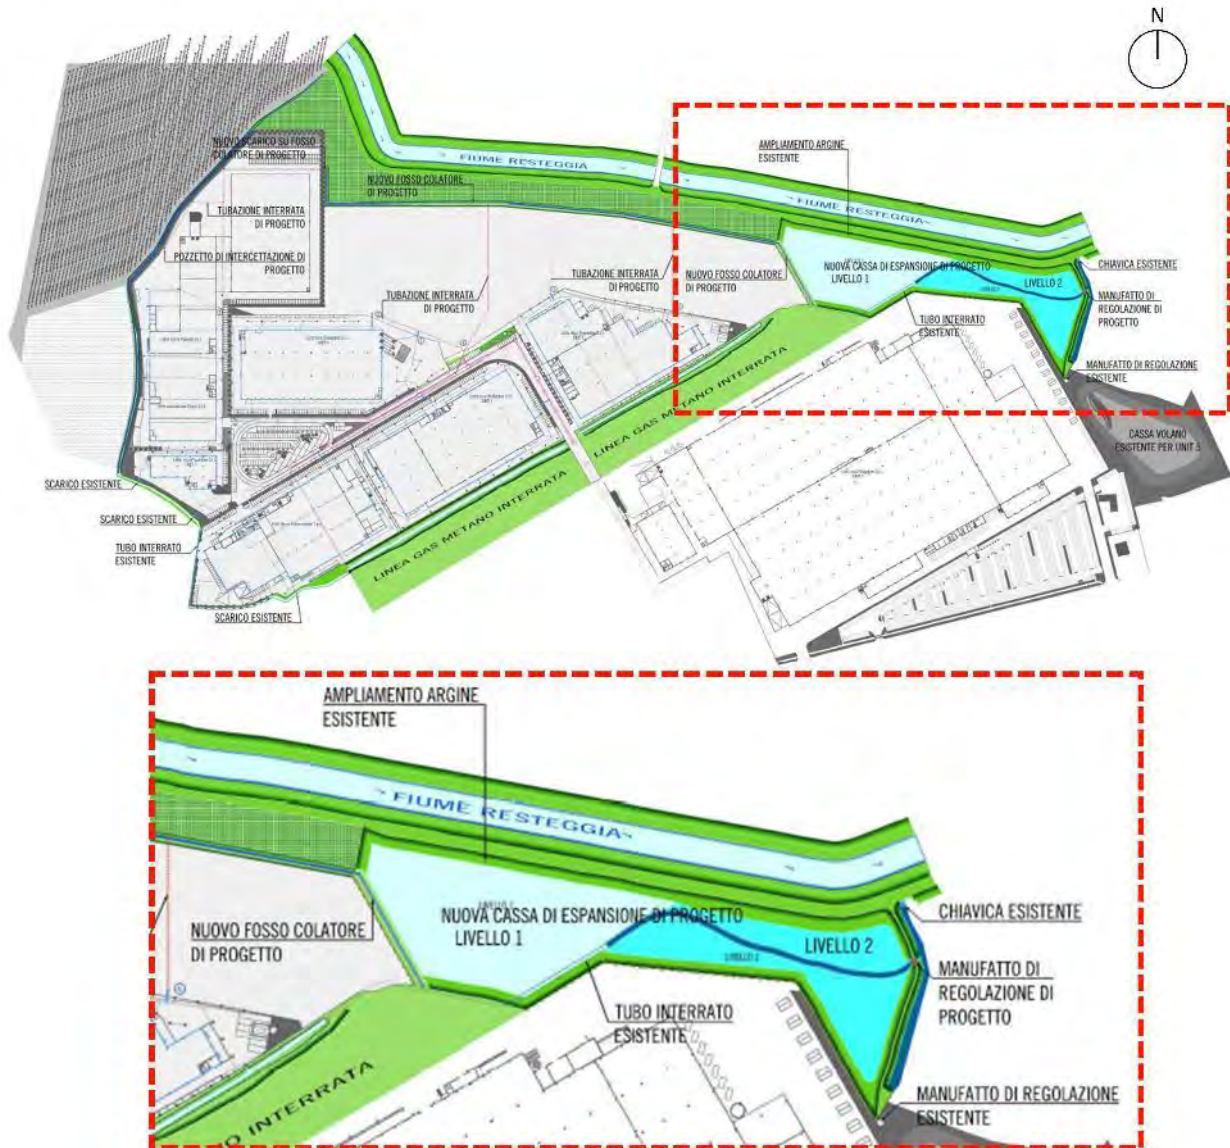 N
AMPLIAMENTO ARGINE
ESISTENTE
NUOVO SCARICO SU FOSSO
COLATORE DI PROGETTO
FIUME RESTEGGIA
NUOVO FOSSO COLATORE
DI PROGETTO
FIUME RESTEGGIA
TUBAZIONE INTERRATA
DI PROGETTO
POZZETTO DI INTERCETTAZIONE DI
PROGETTO
TUBAZIONE INTERRATA
DI PROGETTO
TUBAZIONE INTERRATA
DI PROGETTO
NUOVO FOSSO COLATORE
DI PROGETTO
NUOVA CASSA DI ESPANSIONE DI PROGETTO
LIVELLO 1
LIVELLO 2
CHIAVICA ESISTENTE
MANUFATTO DI
REGOLAZIONE DI
PROGETTO
TUBO INTERRATO
ESISTENTE
MANUFATTO DI REGOLAZIONE
ESISTENTE
LINEA GAS METANO INTERRATA
LINEA GAS METANO INTERRATA
CASSA VOLANO
ESISTENTE PER UNIT 5
SCARICO ESISTENTE
SCARICO ESISTENTE
TUBO INTERRATO
ESISTENTE
SCARICO ESISTENTE
AMPLIAMENTO ARGINE
ESISTENTE
FIUME RESTEGGIA
NUOVO FOSSO COLATORE
DI PROGETTO
NUOVA CASSA DI ESPANSIONE DI PROGETTO
LIVELLO 1
LIVELLO 2
LIVELLO 2
CHIAVICA ESISTENTE
MANUFATTO DI
REGOLAZIONE DI
PROGETTO
TUBO INTERRATO
ESISTENTE
MANUFATTO DI REGOLAZIONE
ESISTENTE
INTERRATA